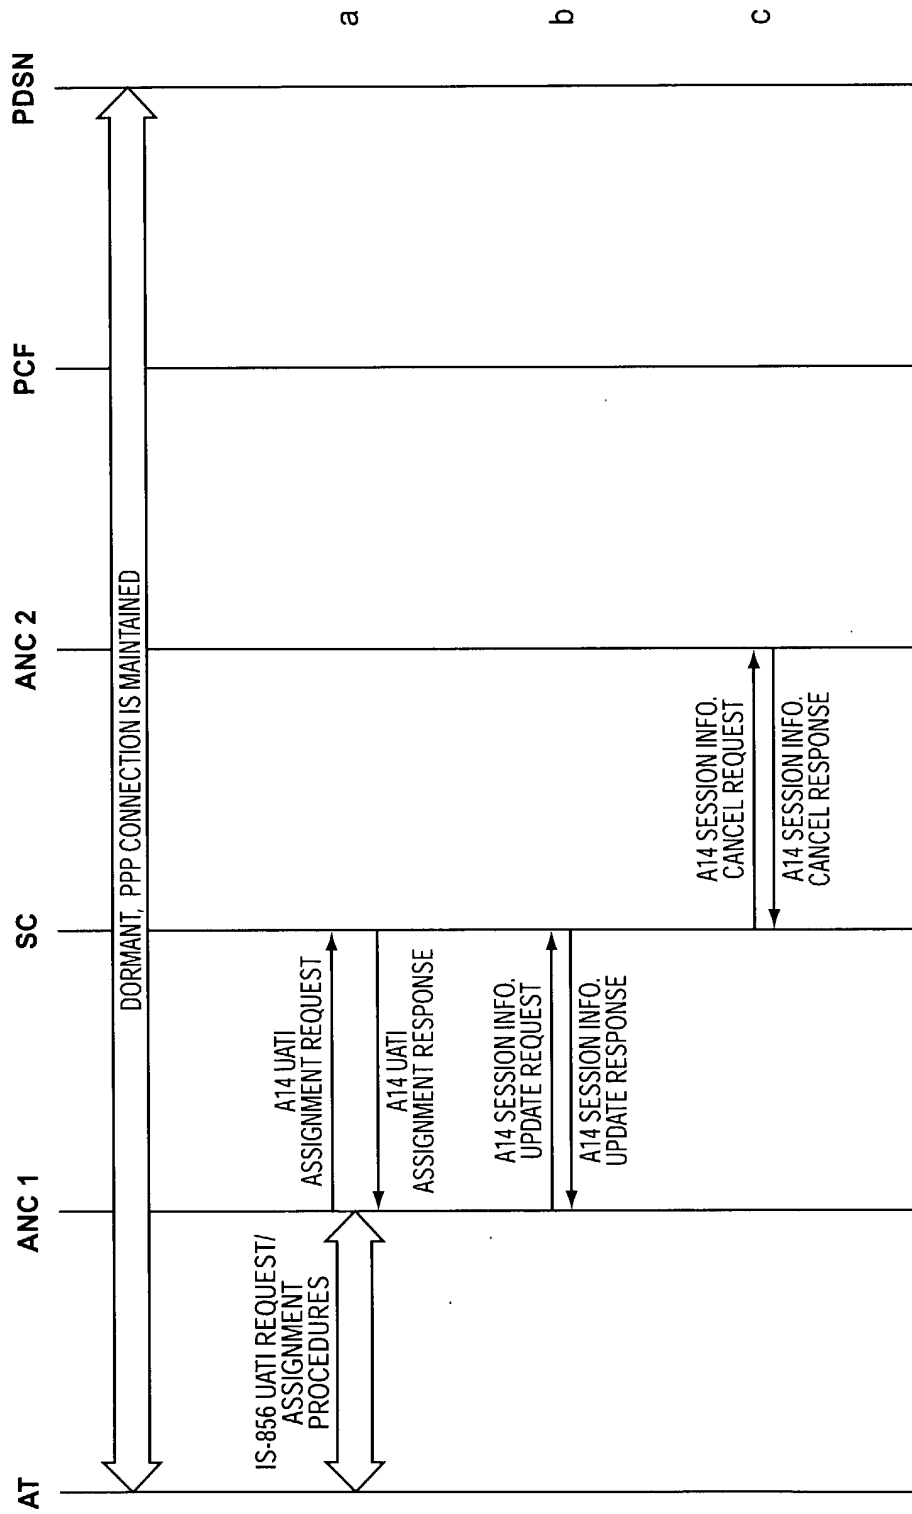 AT
ANC 1
SC
ANC 2
PCF
PDSN
DORMANT, PPP CONNECTION IS MAINTAINED
IS-856 UATI REQUEST/
ASSIGNMENT
PROCEDURES
A14 UATI
ASSIGNMENT REQUEST
A14 UATI
ASSIGNMENT RESPONSE
a
A14 SESSION INFO.
UPDATE REQUEST
A14 SESSION INFO.
UPDATE RESPONSE
b
A14 SESSION INFO.
CANCEL REQUEST
A14 SESSION INFO.
CANCEL RESPONSE
c